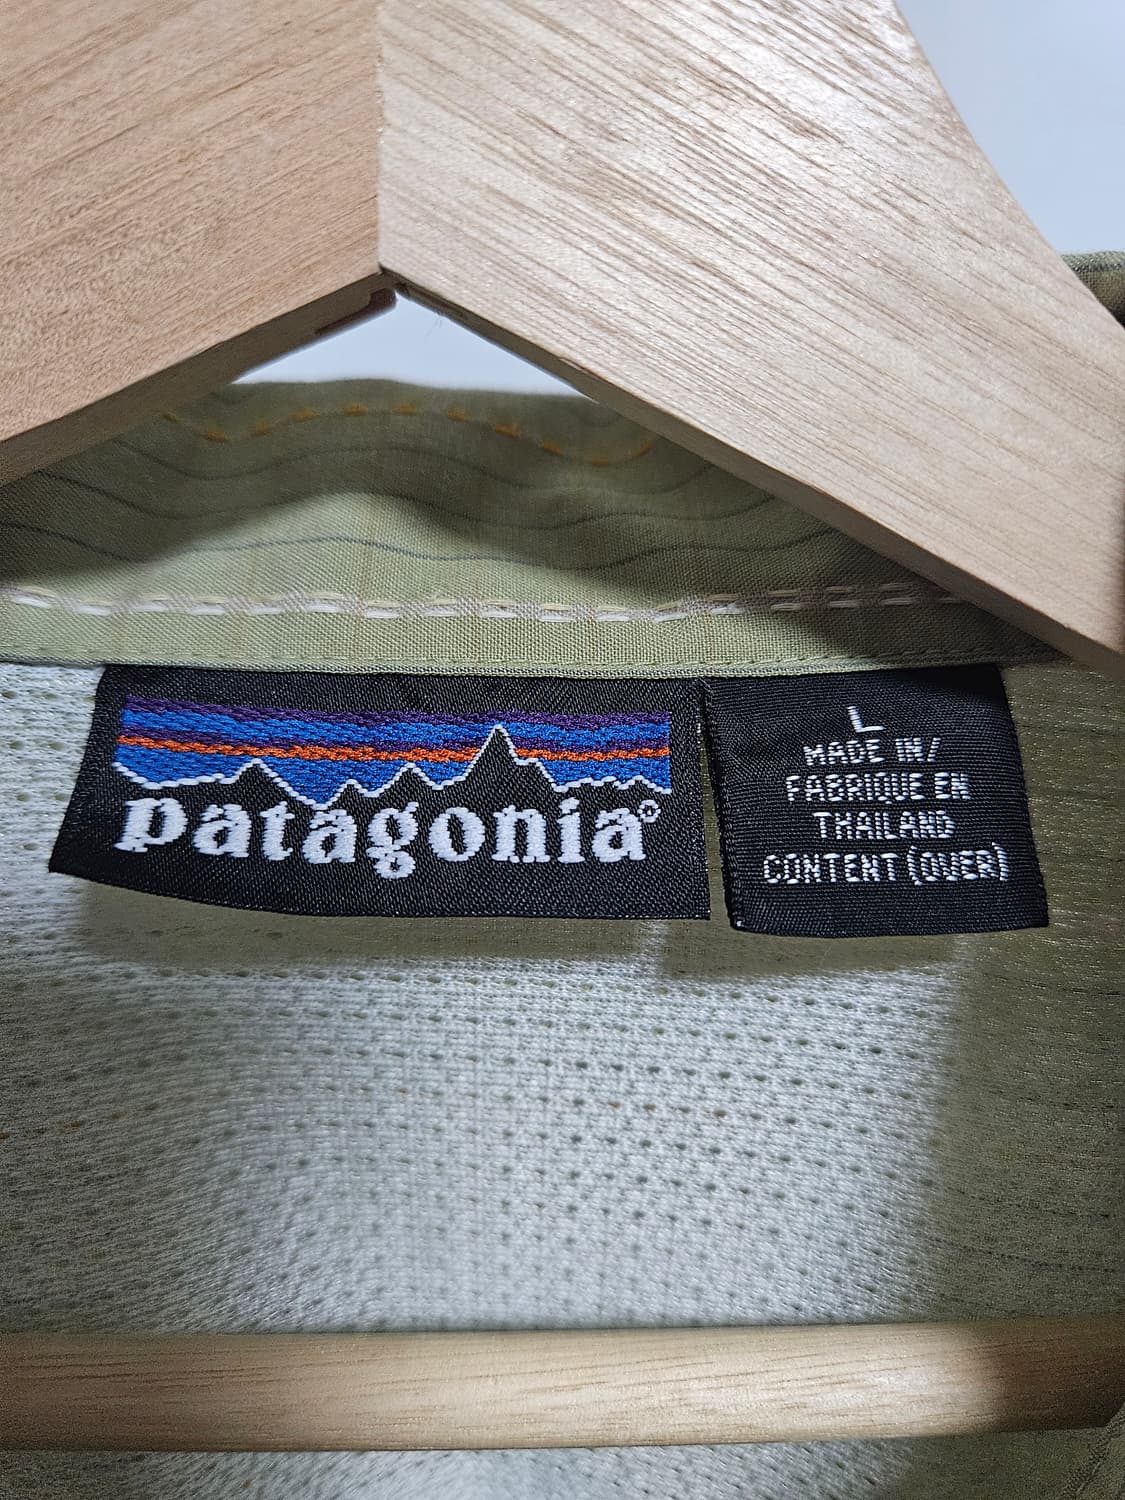 patagonia®
L
MADE IN/
FABRIQUE EN
THAILAND
CONTENT (OVER)